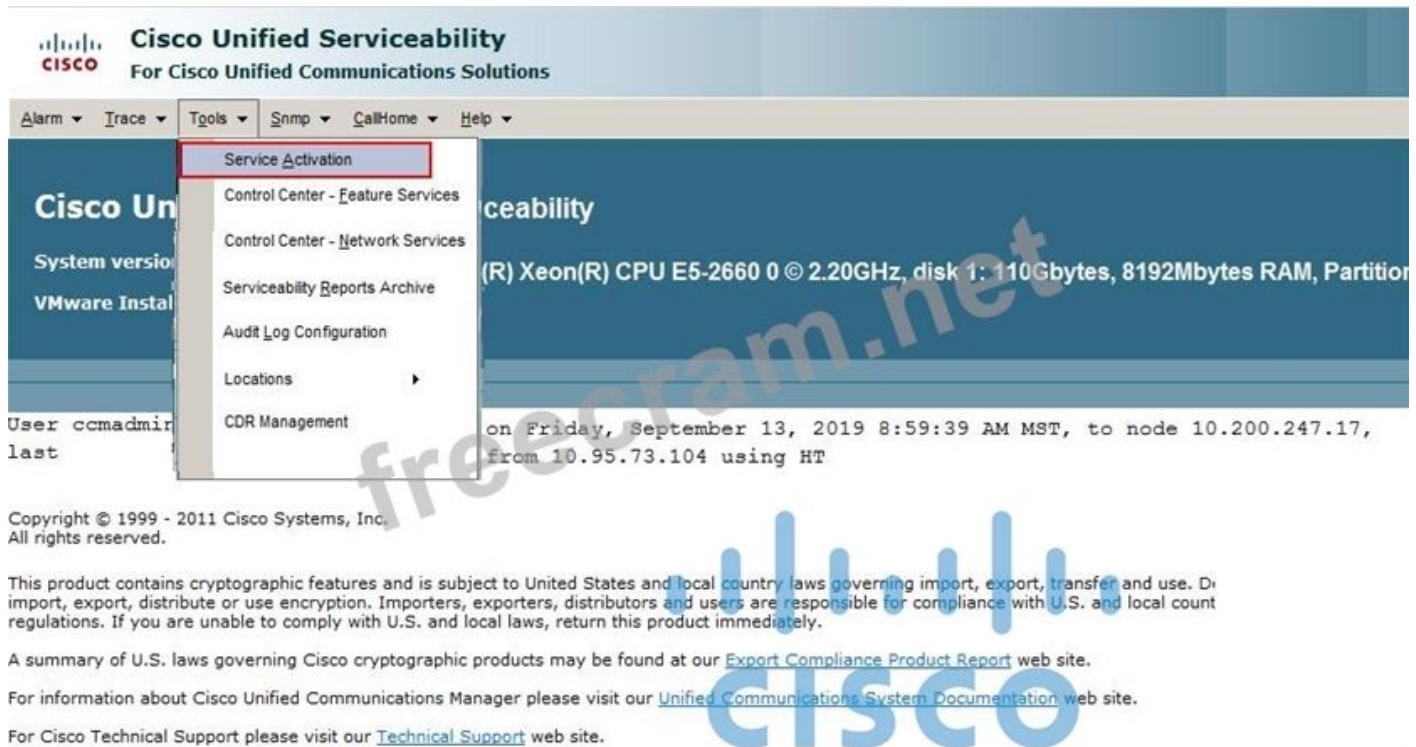 CISCO
Cisco Unified Serviceability
For Cisco Unified Communications Solutions
Alarm Trace Tools Snmp CallHome Help
Service Activation
Control Center - Feature Services
Control Center - Network Services
Serviceability Reports Archive
Audit Log Configuration
Locations
CDR Management
Cisco Un ceability
System versio (R) Xeon(R) CPU E5-2660 0 © 2.20GHz, disk 1: 110Gbytes, 8192Mbytes RAM, Partition
VMware Instal
freecram.net
User ccmadmin on Friday, September 13, 2019 8:59:39 AM MST, to node 10.200.247.17,
last from 10.95.73.104 using HT
Copyright © 1999 - 2011 Cisco Systems, Inc.
All rights reserved.
This product contains cryptographic features and is subject to United States and local country laws governing import, export, transfer and use. D
import, export, distribute or use encryption. Importers, exporters, distributors and users are responsible for compliance with U.S. and local count
regulations. If you are unable to comply with U.S. and local laws, return this product immediately.
A summary of U.S. laws governing Cisco cryptographic products may be found at our Export Compliance Product Report web site.
For information about Cisco Unified Communications Manager please visit our Unified Communications System Documentation web site.
For Cisco Technical Support please visit our Technical Support web site.
CISCO